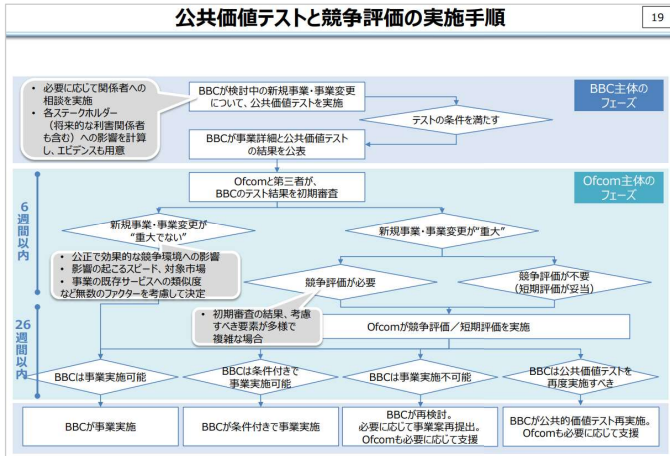 公共価値テストと競争評価の実施手順
19
BBC主体の
フェーズ
• 必要に応じて関係者への
相談を実施
• 各ステークホルダー
（将来的な利害関係者
も含む）への影響を計算
し、エビデンスも用意
BBCが検討中の新規事業・事業変更
について、公共価値テストを実施
テストの条件を満たす
BBCが事業詳細と公共価値テスト
の結果を公表
Ofcom主体の
フェーズ
Ofcomと第三者が、
BBCのテスト結果を初期審査
6
週
間
以
内
新規事業・事業変更が
“重大でない”
新規事業・事業変更が“重大”
• 公正で効果的な競争環境への影響
• 影響の起こるスピード、対象市場
• 事業の既存サービスへの類似度
など無数のファクターを考慮して決定
競争評価が必要
競争評価が不要
（短期評価が妥当）
• 初期審査の結果、考慮
すべき要素が多様で
複雑な場合
26
週
間
以
内
Ofcomが競争評価／短期評価を実施
BBCは事業実施可能
BBCは条件付きで
事業実施可能
BBCは事業実施不可能
BBCは公共価値テストを
再度実施すべき
BBCが事業実施
BBCが条件付きで事業実施
BBCが再検討。
必要に応じて事業案再提出。
Ofcomも必要に応じて支援
BBCが公共的価値テスト再実施。
Ofcomも必要に応じて支援